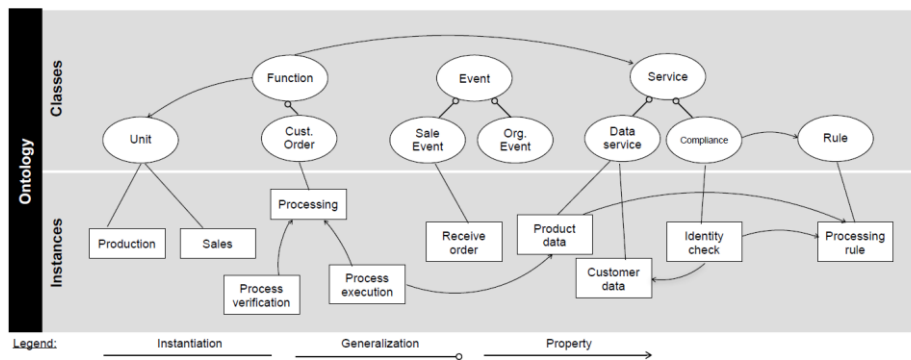 Ontology
Classes
Function
Event
Service
Unit
Cust.
Order
Sale
Event
Org.
Event
Data
service
Compliance
Rule
Instances
Processing
Production
Sales
Receive
order
Product
data
Identity
check
Processing
rule
Process
verification
Process
execution
Customer
data
Legend:
Instantiation
Generalization
Property